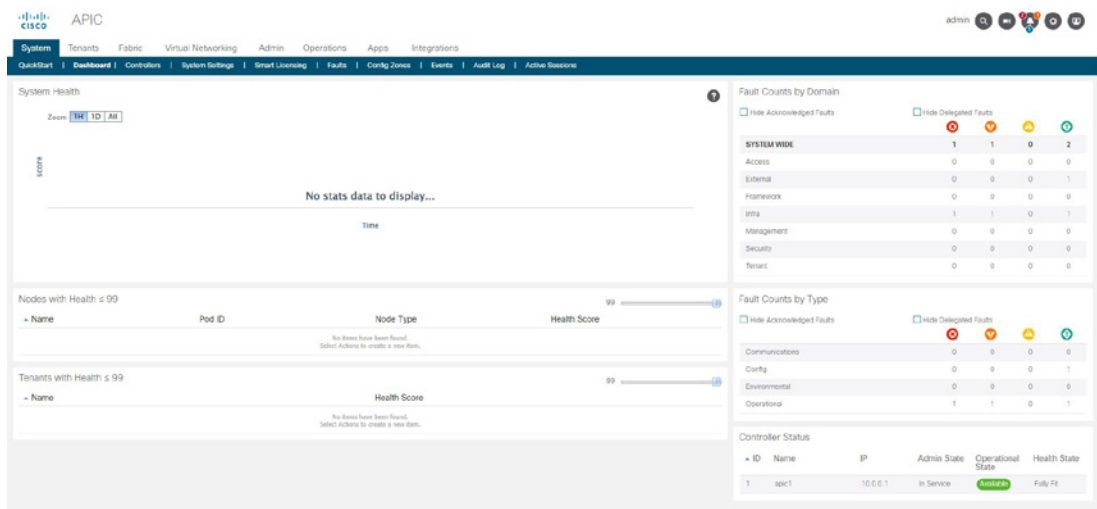 cisco APIC admin
System Tenants Fabric Virtual Networking Admin Operations Apps Integrations
QuickStart | Dashboard | Controllers | System Settings | Smart Licensing | Faults | Config Zones | Events | Audit Log | Active Sessions
System Health
Zoom 1H 1D All
score
No stats data to display...
Time
Nodes with Health ≤ 99
99
Name Pod ID Node Type Health Score
No items have been found.
Select Actions to create a new item.
Tenants with Health ≤ 99
99
Name Health Score
No items have been found.
Select Actions to create a new item.
Fault Counts by Domain
Hide Acknowledged Faults Hide Delegated Faults
SYSTEM WIDE 1 1 0 2
Access 0 0 0 0
External 0 0 0 1
Framework 0 0 0 0
Infra 1 1 0 1
Management 0 0 0 0
Security 0 0 0 0
Tenant 0 0 0 0
Fault Counts by Type
Hide Acknowledged Faults Hide Delegated Faults
Communications 0 0 0 0
Config 0 0 0 1
Environmental 0 0 0 0
Operational 1 1 0 1
Controller Status
ID Name IP Admin State Operational State Health State
1 apic1 10.0.0.1 In Service Available Fully Fit